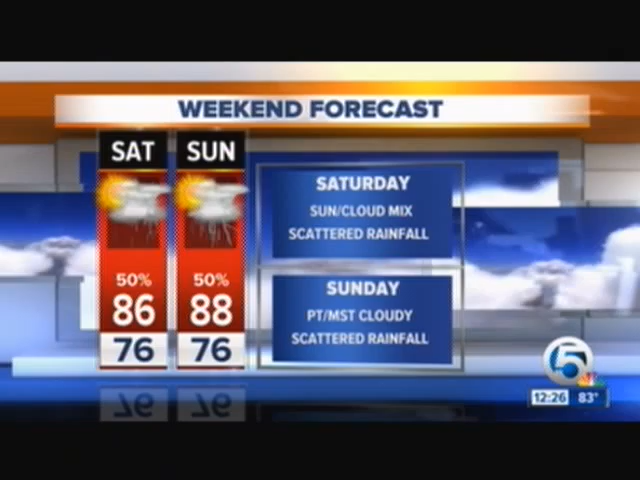 WEEKEND FORECAST
SAT SUN
50% 50%
86 88
76 76
SATURDAY
SUN/CLOUD MIX
SCATTERED RAINFALL
SUNDAY
PT/MST CLOUDY
SCATTERED RAINFALL
5
12:26 83°